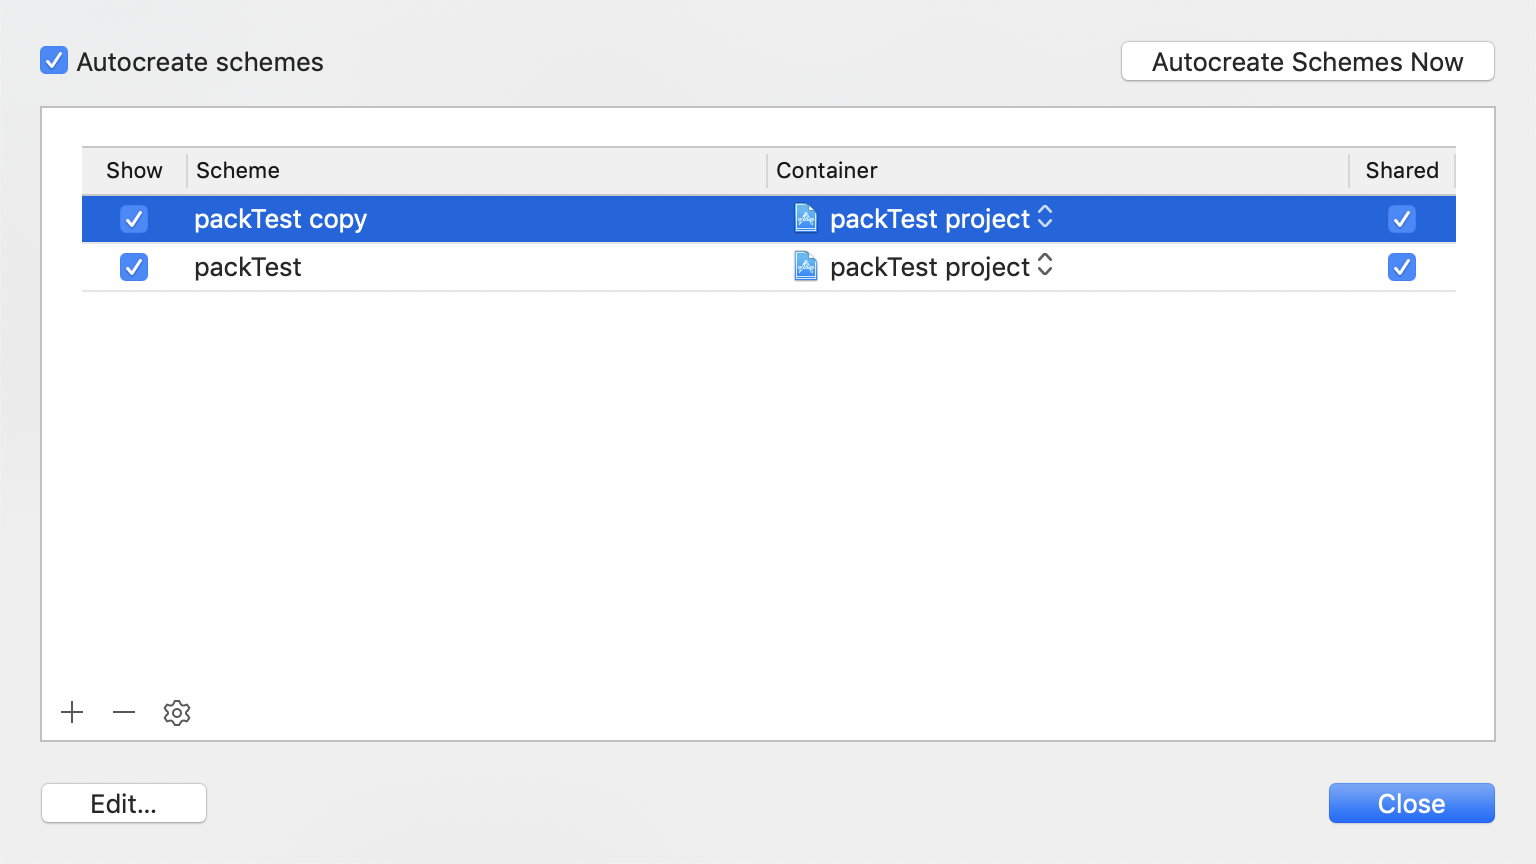 Autocreate schemes Autocreate Schemes Now
Show Scheme Container Shared
packTest copy packTest project
packTest packTest project
Edit... Close